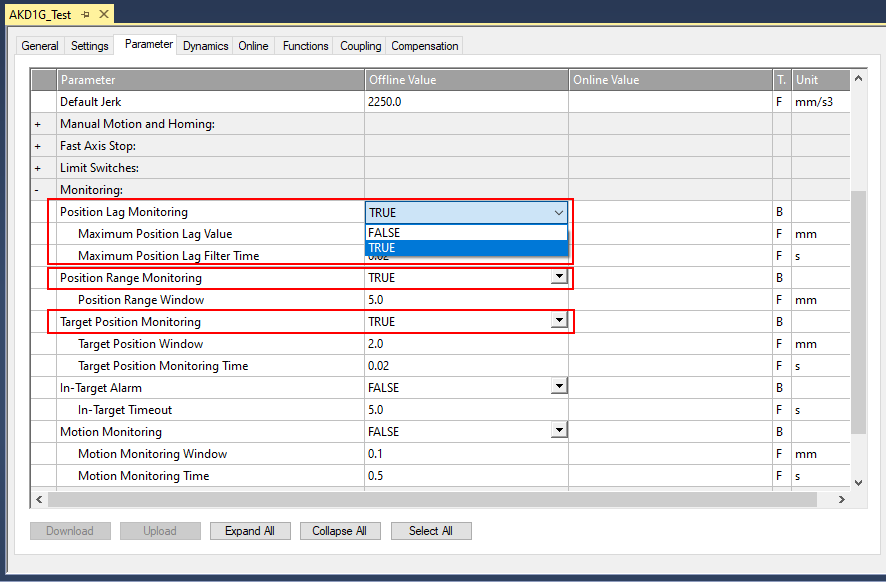 AKD1G_Test
General Settings Parameter Dynamics Online Functions Coupling Compensation
Parameter Offline Value Online Value T. Unit
Default Jerk 2250.0 F mm/s3
+ Manual Motion and Homing:
+ Fast Axis Stop:
+ Limit Switches:
- Monitoring:
Position Lag Monitoring TRUE B
Maximum Position Lag Value FALSE F mm
TRUE
Maximum Position Lag Filter Time 0.02 F s
Position Range Monitoring TRUE B
Position Range Window 5.0 F mm
Target Position Monitoring TRUE B
Target Position Window 2.0 F mm
Target Position Monitoring Time 0.02 F s
In-Target Alarm FALSE B
In-Target Timeout 5.0 F s
Motion Monitoring FALSE B
Motion Monitoring Window 0.1 F mm
Motion Monitoring Time 0.5 F s
Download Upload Expand All Collapse All Select All